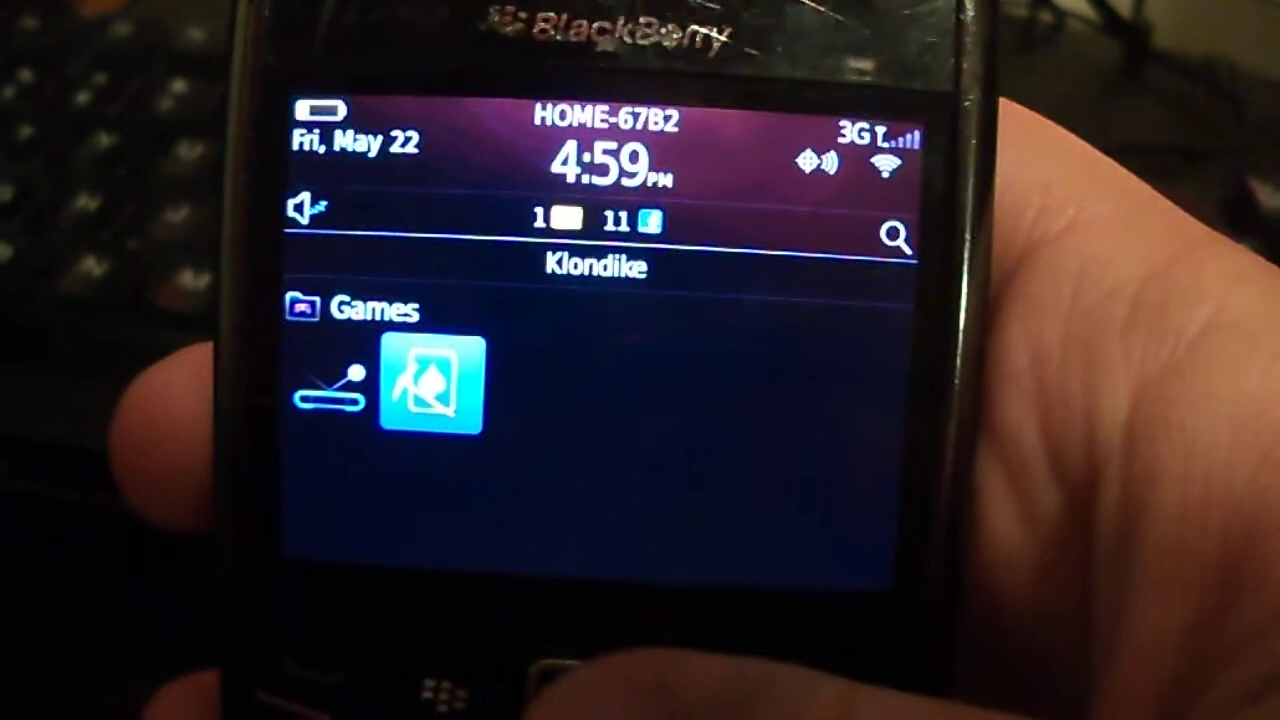 BlackBerry
HOME-67B2
3G
Fri, May 22
4:59PM
1 11
Klondike
Games